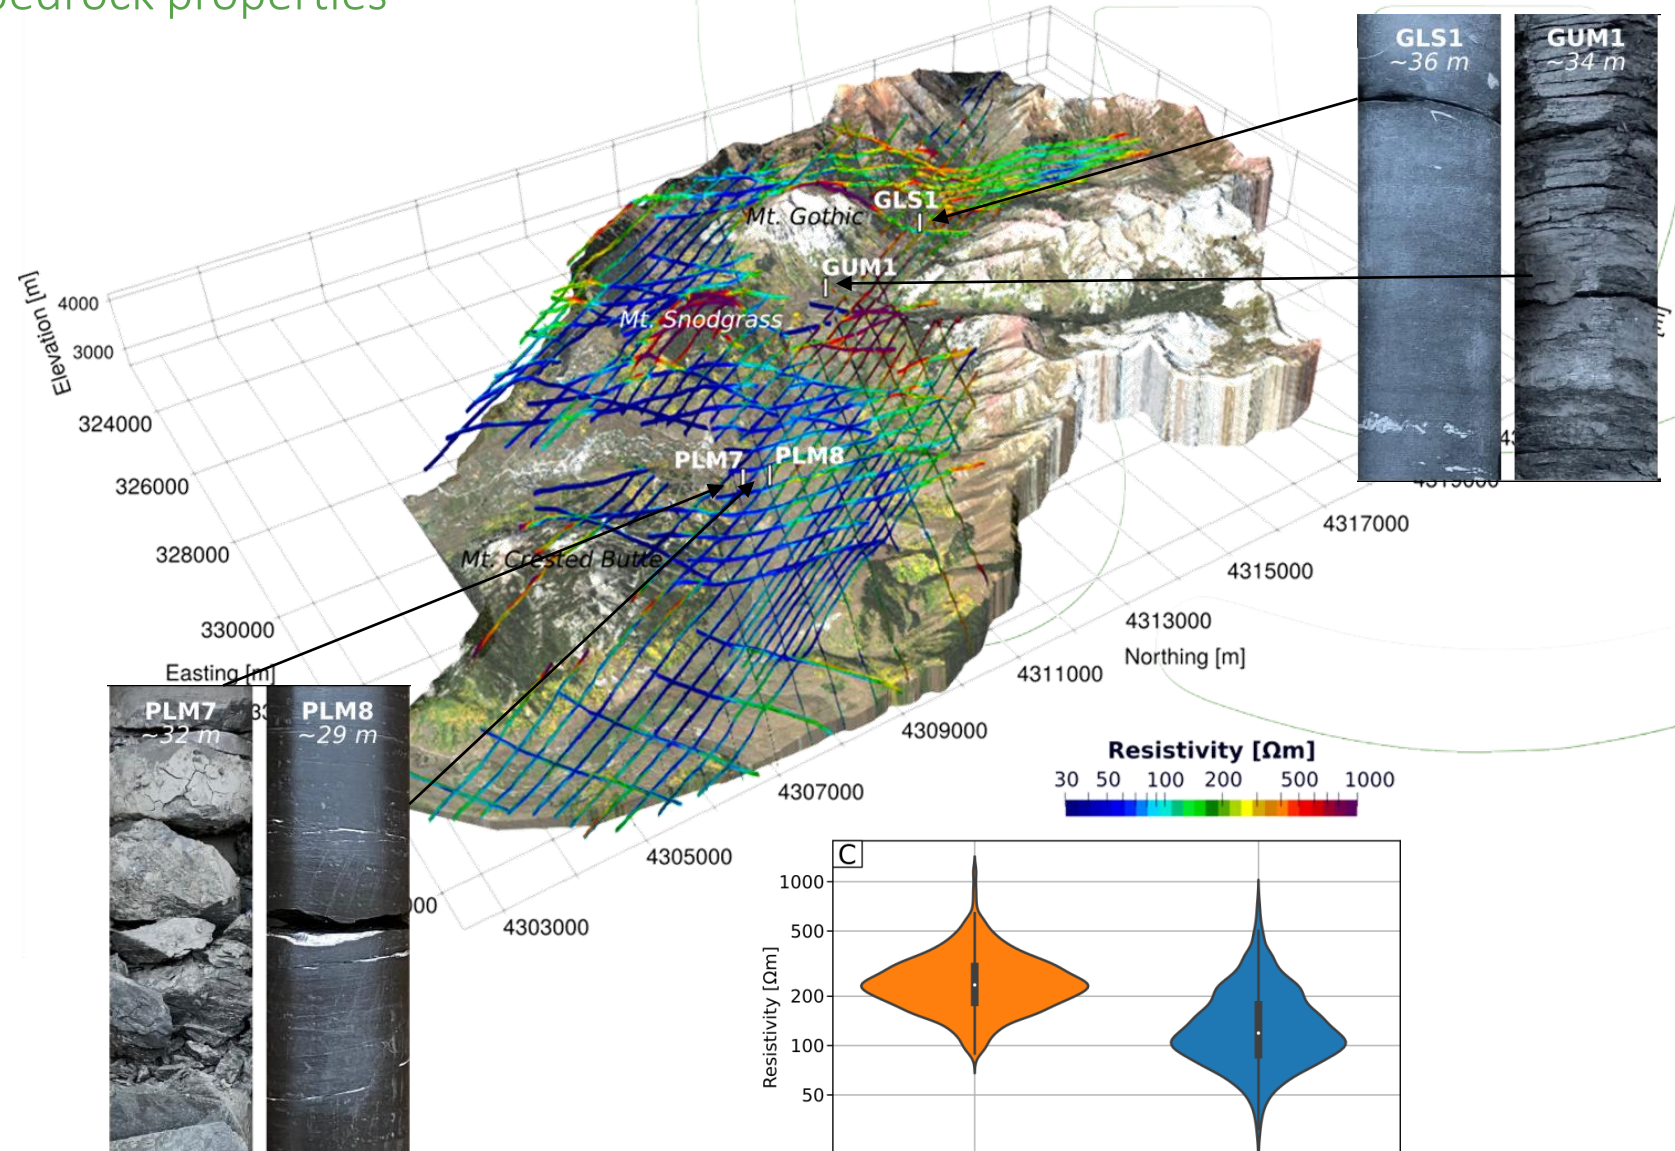 bedrock properties
GLS1
~36 m
GUM1
~34 m
GLS1
Mt. Gothic
GUM1
Mt. Snodgrass
Elevation [m]
4000
3000
324000
326000
328000
330000
Easting [m]
PLM7
PLM8
Mt. Crested Butte
4319000
4317000
4315000
4313000
Northing [m]
4311000
4309000
4307000
4305000
4303000
PLM7
~32 m
PLM8
~29 m
Resistivity [Ωm]
30 50 100 200 500 1000
C
Resistivity [Ωm]
1000
500
200
100
50